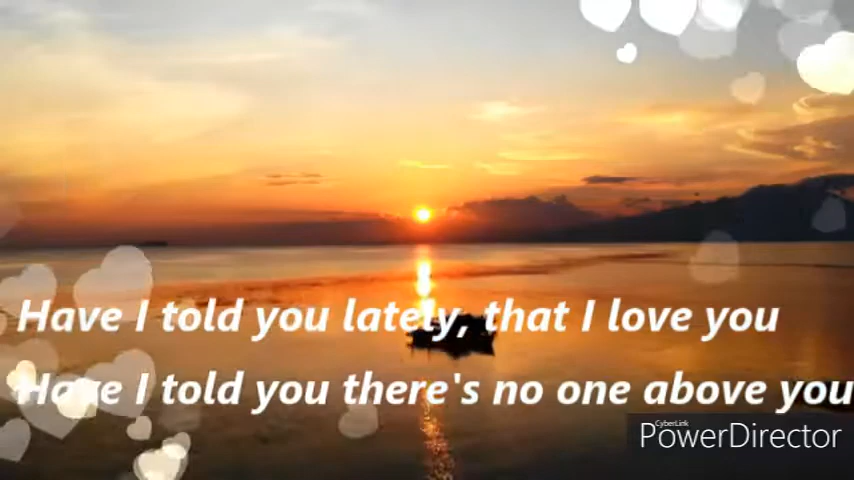 Have I told you lately, that I love you
Have I told you there's no one above you
CyberLink
PowerDirector